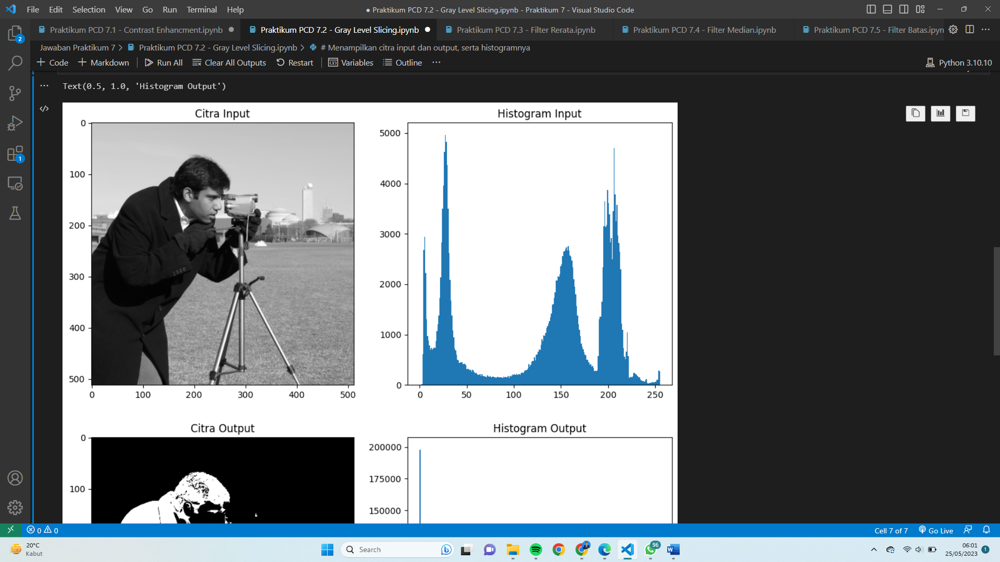 File Edit Selection View Go Run Terminal Help
● Praktikum PCD 7.2 - Gray Level Slicing.ipynb - Praktikum 7 - Visual Studio Code
Praktikum PCD 7.1 - Contrast Enhancment.ipynb
Praktikum PCD 7.2 - Gray Level Slicing.ipynb
Praktikum PCD 7.3 - Filter Rerata.ipynb
Praktikum PCD 7.4 - Filter Median.ipynb
Praktikum PCD 7.5 - Filter Batas.ipyn
Jawaban Praktikum 7 > Praktikum PCD 7.2 - Gray Level Slicing.ipynb > # Menampilkan citra input dan output, serta histogramnya
+ Code + Markdown Run All Clear All Outputs Restart Variables Outline ... Python 3.10.10
Text(0.5, 1.0, 'Histogram Output')
Citra Input
0
100
200
300
400
500
0 100 200 300 400 500
Histogram Input
5000
4000
3000
2000
1000
0
0 50 100 150 200 250
Citra Output
0
100
Histogram Output
200000
175000
150000
2
1
0 0
Cell 7 of 7 Go Live
20°C
Kabut
Search
96
06:01
25/05/2023
1